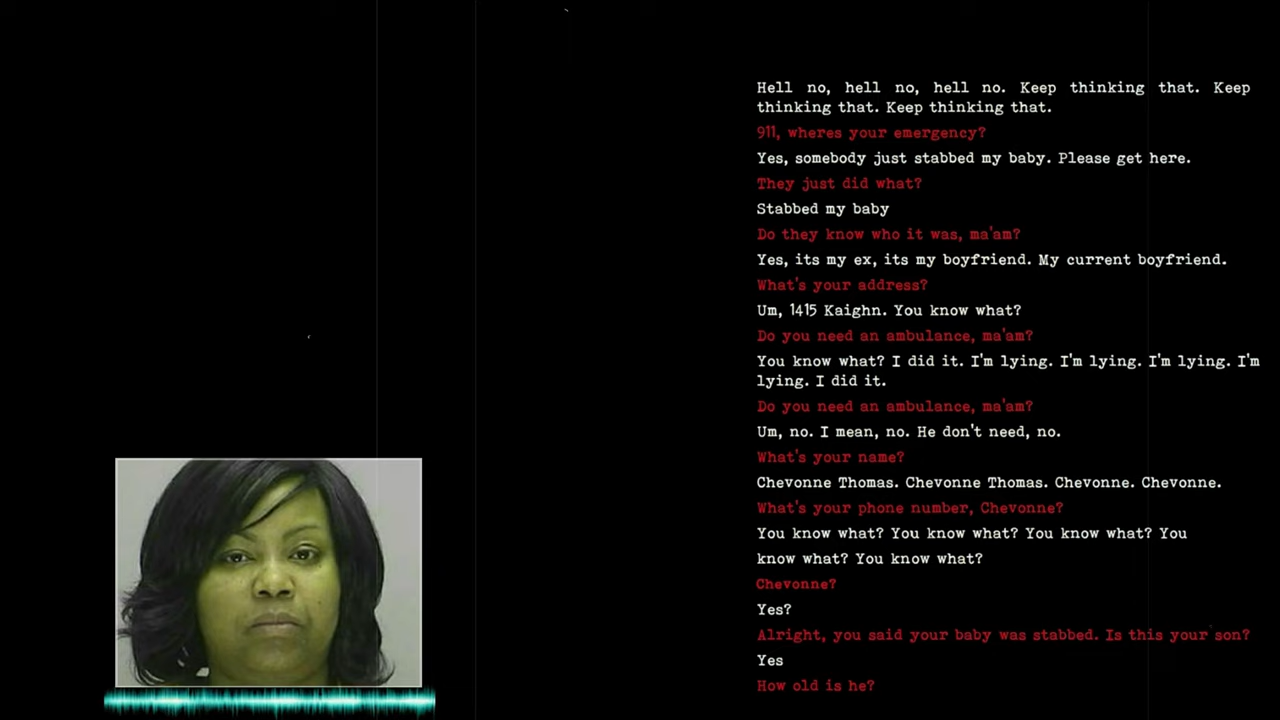 Hell no, hell no, hell no. Keep thinking that. Keep
thinking that. Keep thinking that.
911, wheres your emergency?
Yes, somebody just stabbed my baby. Please get here.
They just did what?
Stabbed my baby
Do they know who it was, ma'am?
Yes, its my ex, its my boyfriend. My current boyfriend.
What's your address?
Um, 1415 Kaighn. You know what?
Do you need an ambulance, ma'am?
You know what? I did it. I'm lying. I'm lying. I'm lying. I'm
lying. I did it.
Do you need an ambulance, ma'am?
Um, no. I mean, no. He don't need, no.
What's your name?
Chevonne Thomas. Chevonne Thomas. Chevonne. Chevonne.
What's your phone number, Chevonne?
You know what? You know what? You know what? You
know what? You know what?
Chevonne?
Yes?
Alright, you said your baby was stabbed. Is this your son?
Yes
How old is he?